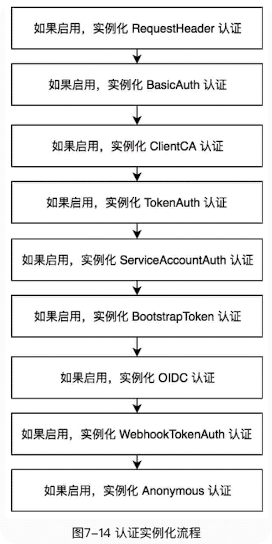 如果启用，实例化 RequestHeader 认证
如果启用，实例化 BasicAuth 认证
如果启用，实例化 ClientCA 认证
如果启用，实例化 TokenAuth 认证
如果启用，实例化 ServiceAccountAuth 认证
如果启用，实例化 BootstrapToken 认证
如果启用，实例化 OIDC 认证
如果启用，实例化 WebhookTokenAuth 认证
如果启用，实例化 Anonymous 认证
图7-14 认证实例化流程